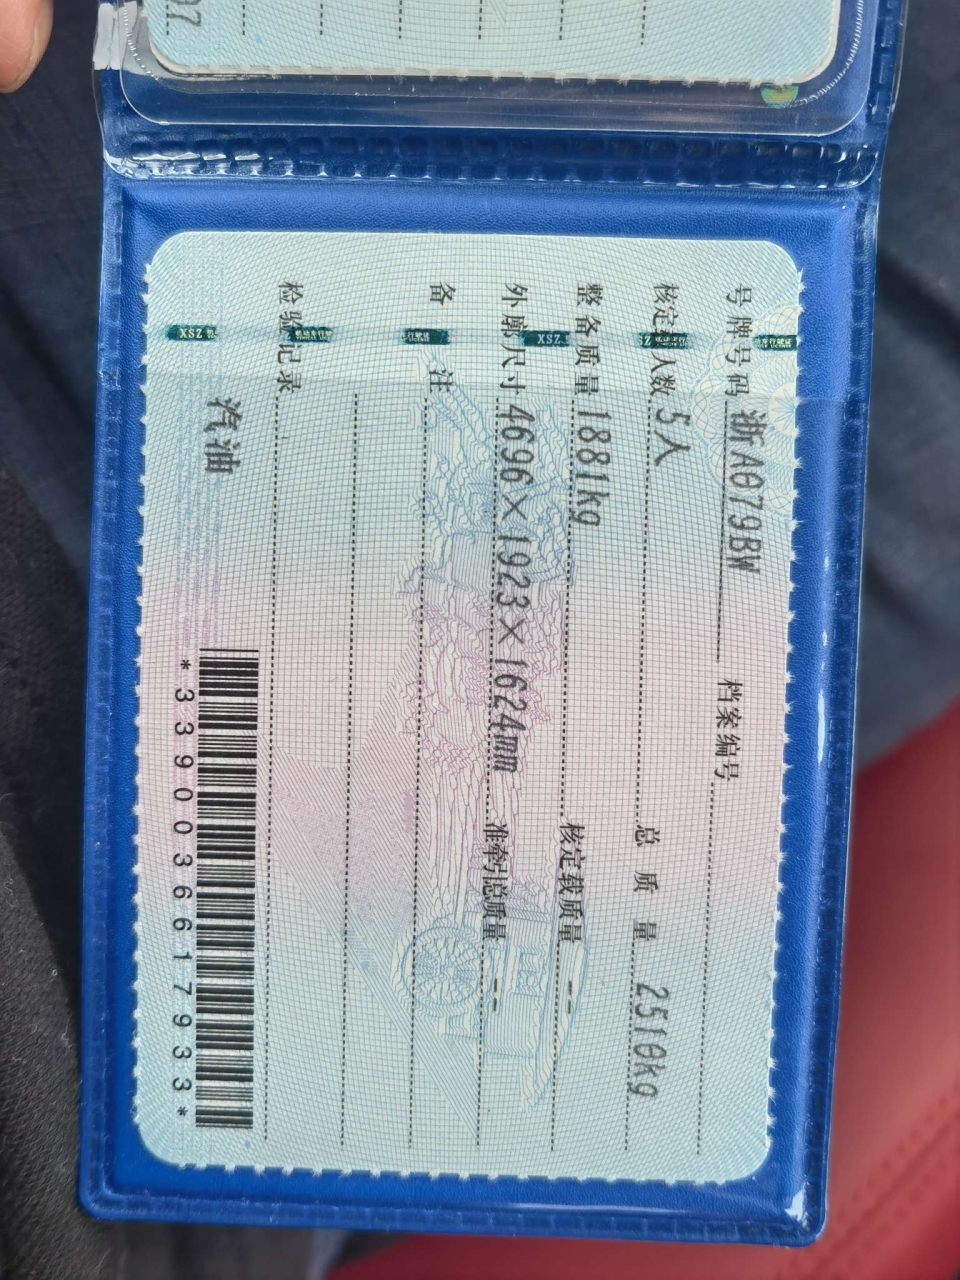 97
号牌号码 浙A079BW 档案编号
核定人数 5人 总质量 2510kg
整备质量 1881kg 核定载质量 --
外廓尺寸 4696×1923×1624mm 准牵引总质量 --
备注
检验记录
汽油
*3390036617933*